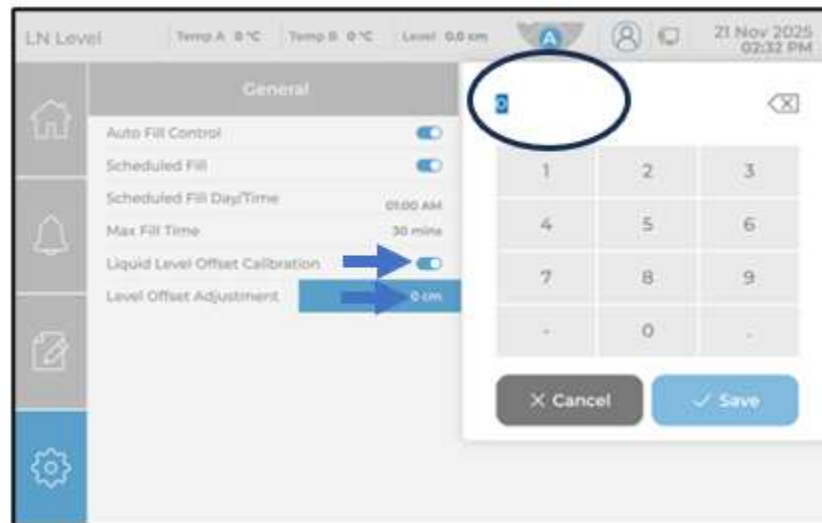 LN Level Temp A 0 °C Temp B 0 °C Level 0.0 cm A 21 Nov 2025
02:32 PM
General
0
Auto Fill Control
Scheduled Fill
Scheduled Fill Day/Time 01:00 AM
Max Fill Time 30 mins
Liquid Level Offset Calibration
Level Offset Adjustment 0 cm
1 2 3
4 5 6
7 8 9
- 0 .
Cancel Save